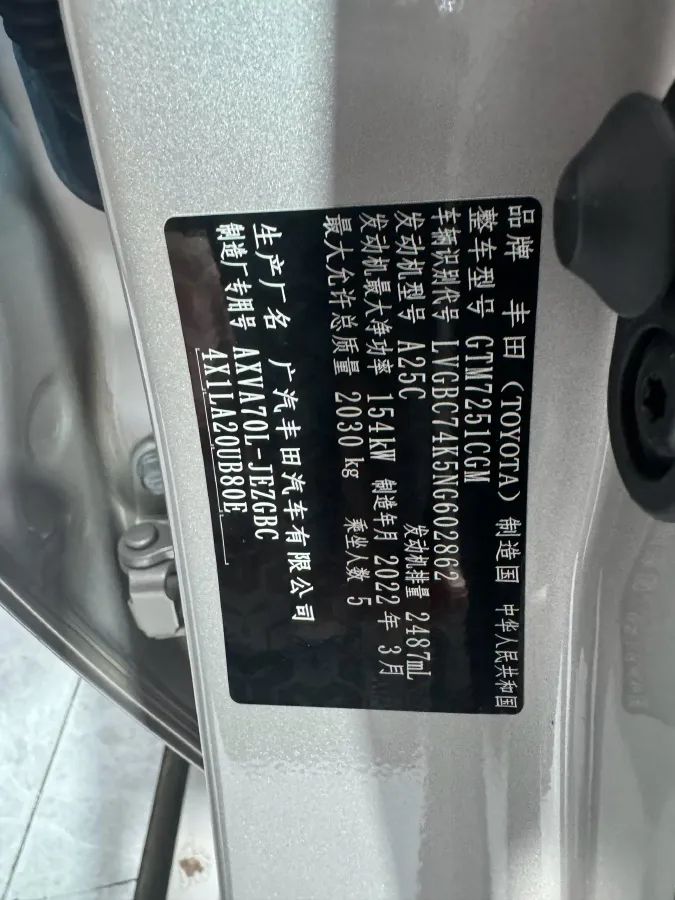 品牌 丰田(TOYOTA) 制造国 中华人民共和国
整车型号 GTM7251CGM
车辆识别代号 LVGBC74K5NG602862
发动机型号 A25C 发动机排量 2487mL
发动机最大净功率 154kW 制造年月 2022年 3月
最大允许总质量 2030 kg 乘坐人数 5
生产厂名 广汽丰田汽车有限公司
制造厂专用号 AXVA70L-JEZGBC
4X1LA20UB80E